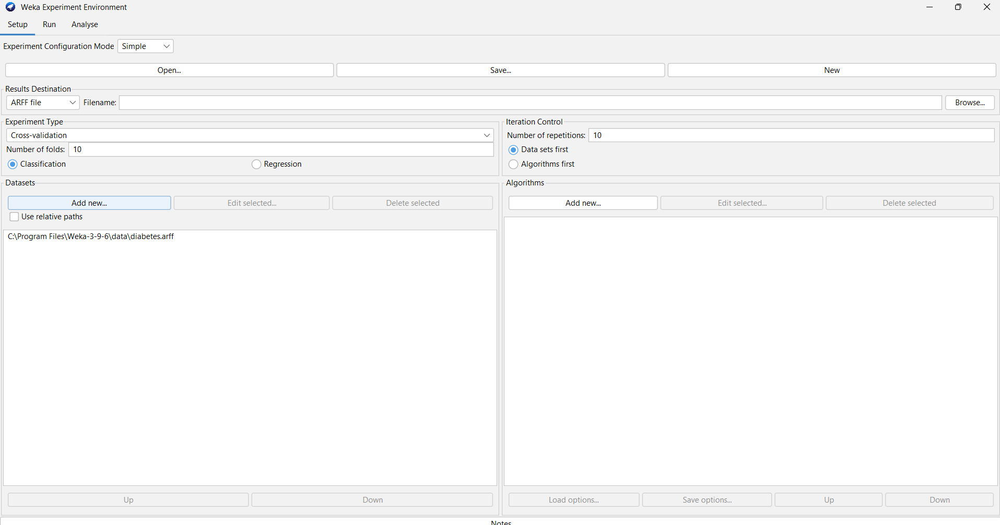 Weka Experiment Environment
Setup Run Analyse
Experiment Configuration Mode Simple
Open... Save... New
Results Destination
ARFF file Filename: Browse...
Experiment Type Iteration Control
Cross-validation Number of repetitions: 10
Number of folds: 10 Data sets first
Classification Regression Algorithms first
Datasets Algorithms
Add new... Edit selected... Delete selected Add new... Edit selected... Delete selected
Use relative paths
C:\Program Files\Weka-3-9-6\data\diabetes.arff
Up Down Load options... Save options... Up Down
Notes